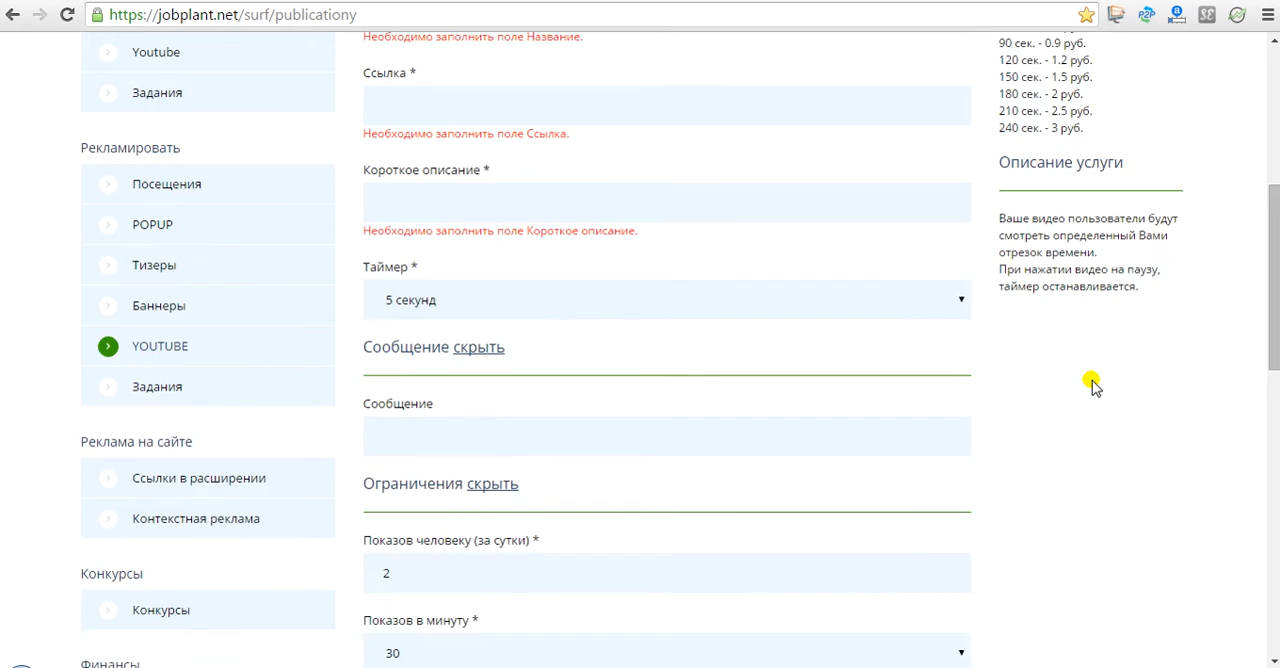 https://jobplant.net/surf/publicationy
Youtube
Задания
Рекламировать
Посещения
POPUP
Тизеры
Баннеры
YOUTUBE
Задания
Реклама на сайте
Ссылки в расширении
Контекстная реклама
Конкурсы
Конкурсы
Финансы
Необходимо заполнить поле Название.
Ссылка *
Необходимо заполнить поле Ссылка.
Короткое описание *
Необходимо заполнить поле Короткое описание.
Таймер *
5 секунд
Сообщение скрыть
Сообщение
Ограничения скрыть
Показов человеку (за сутки) *
2
Показов в минуту *
30
90 сек. - 0.9 руб.
120 сек. - 1.2 руб.
150 сек. - 1.5 руб.
180 сек. - 2 руб.
210 сек. - 2.5 руб.
240 сек. - 3 руб.
Описание услуги
Ваше видео пользователи будут
смотреть определенный Вами
отрезок времени.
При нажатии видео на паузу,
таймер останавливается.